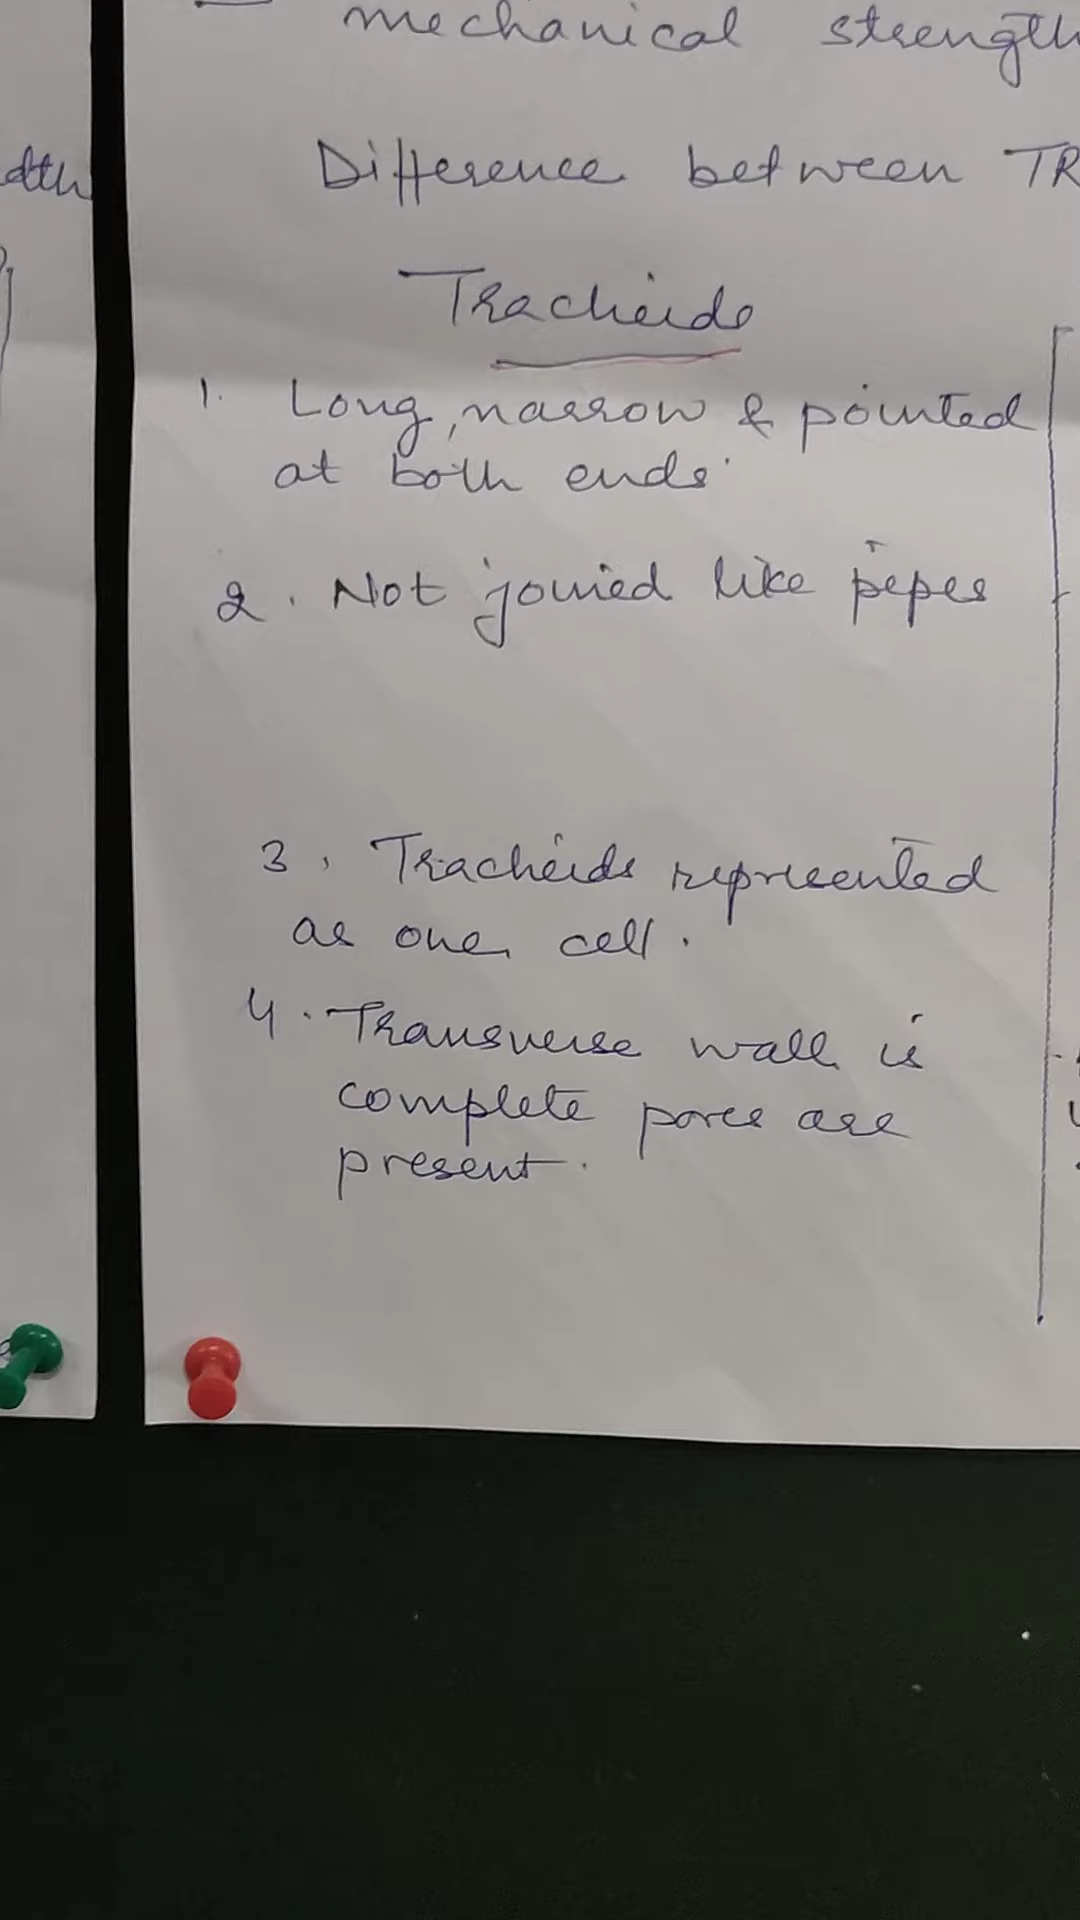 mechanical strength
Difference between TR
Tracheids
1. Long, narrow & pointed
at both ends.
2. Not joined like pipes
3. Tracheids represented
as one cell.
4. Transverse wall is
complete pores are
present.